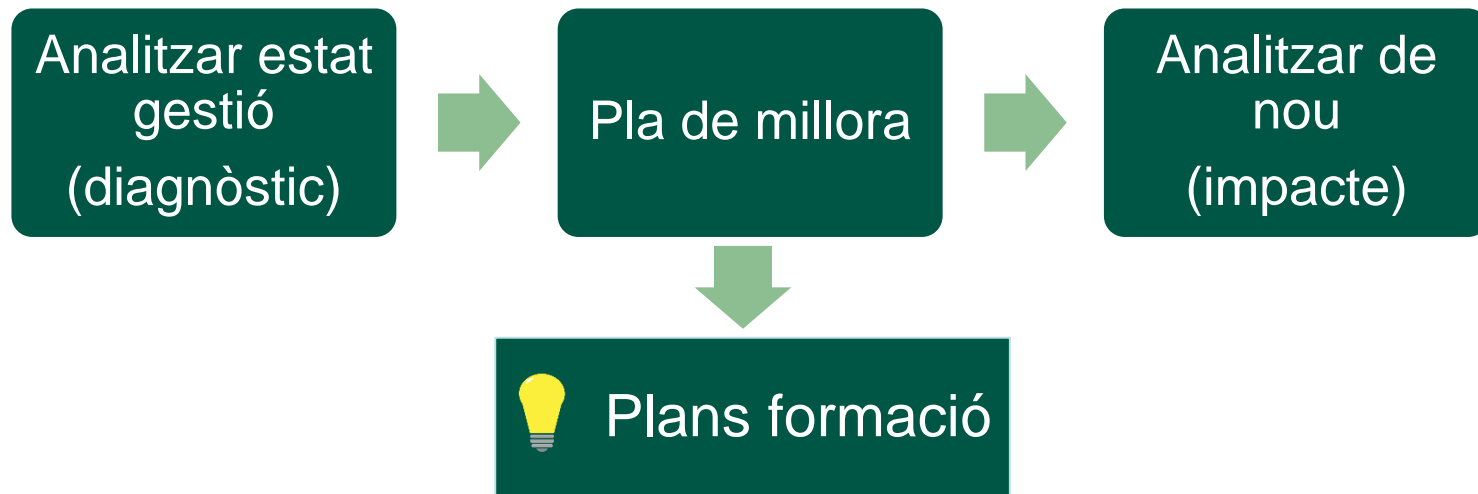 Analitzar estat
gestió
(diagnòstic)
Pla de millora
Analitzar de
nou
(impacte)
Plans formació